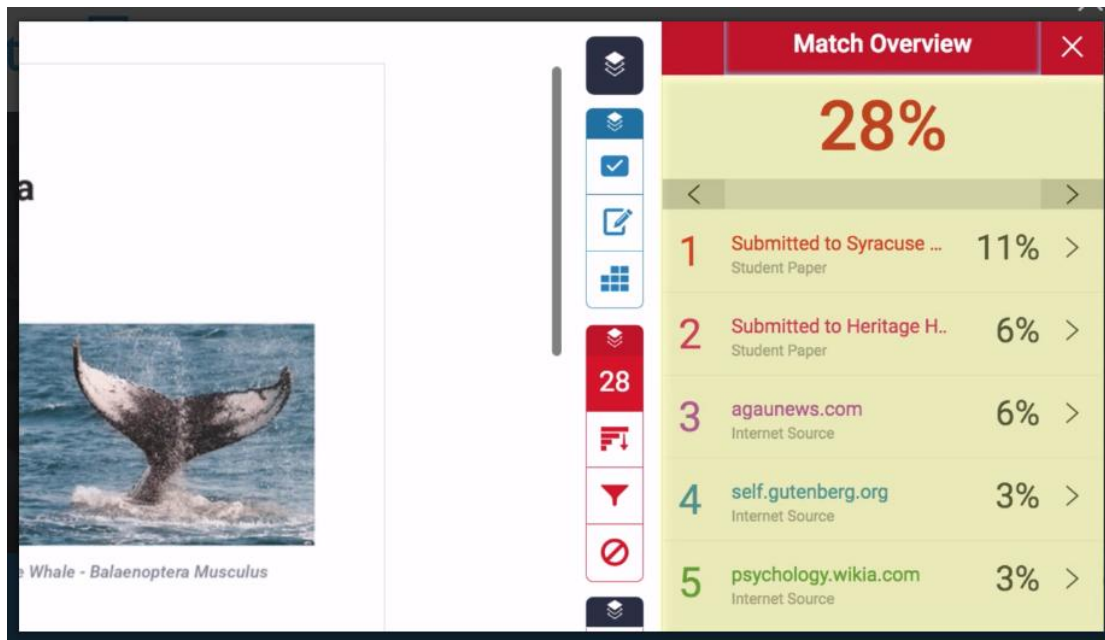 Match Overview
28%
a
1 Submitted to Syracuse ... 11%
Student Paper
2 Submitted to Heritage H.. 6%
Student Paper
28
3 agaunews.com 6%
Internet Source
4 self.gutenberg.org 3%
Internet Source
e Whale - Balaenoptera Musculus
5 psychology.wikia.com 3%
Internet Source